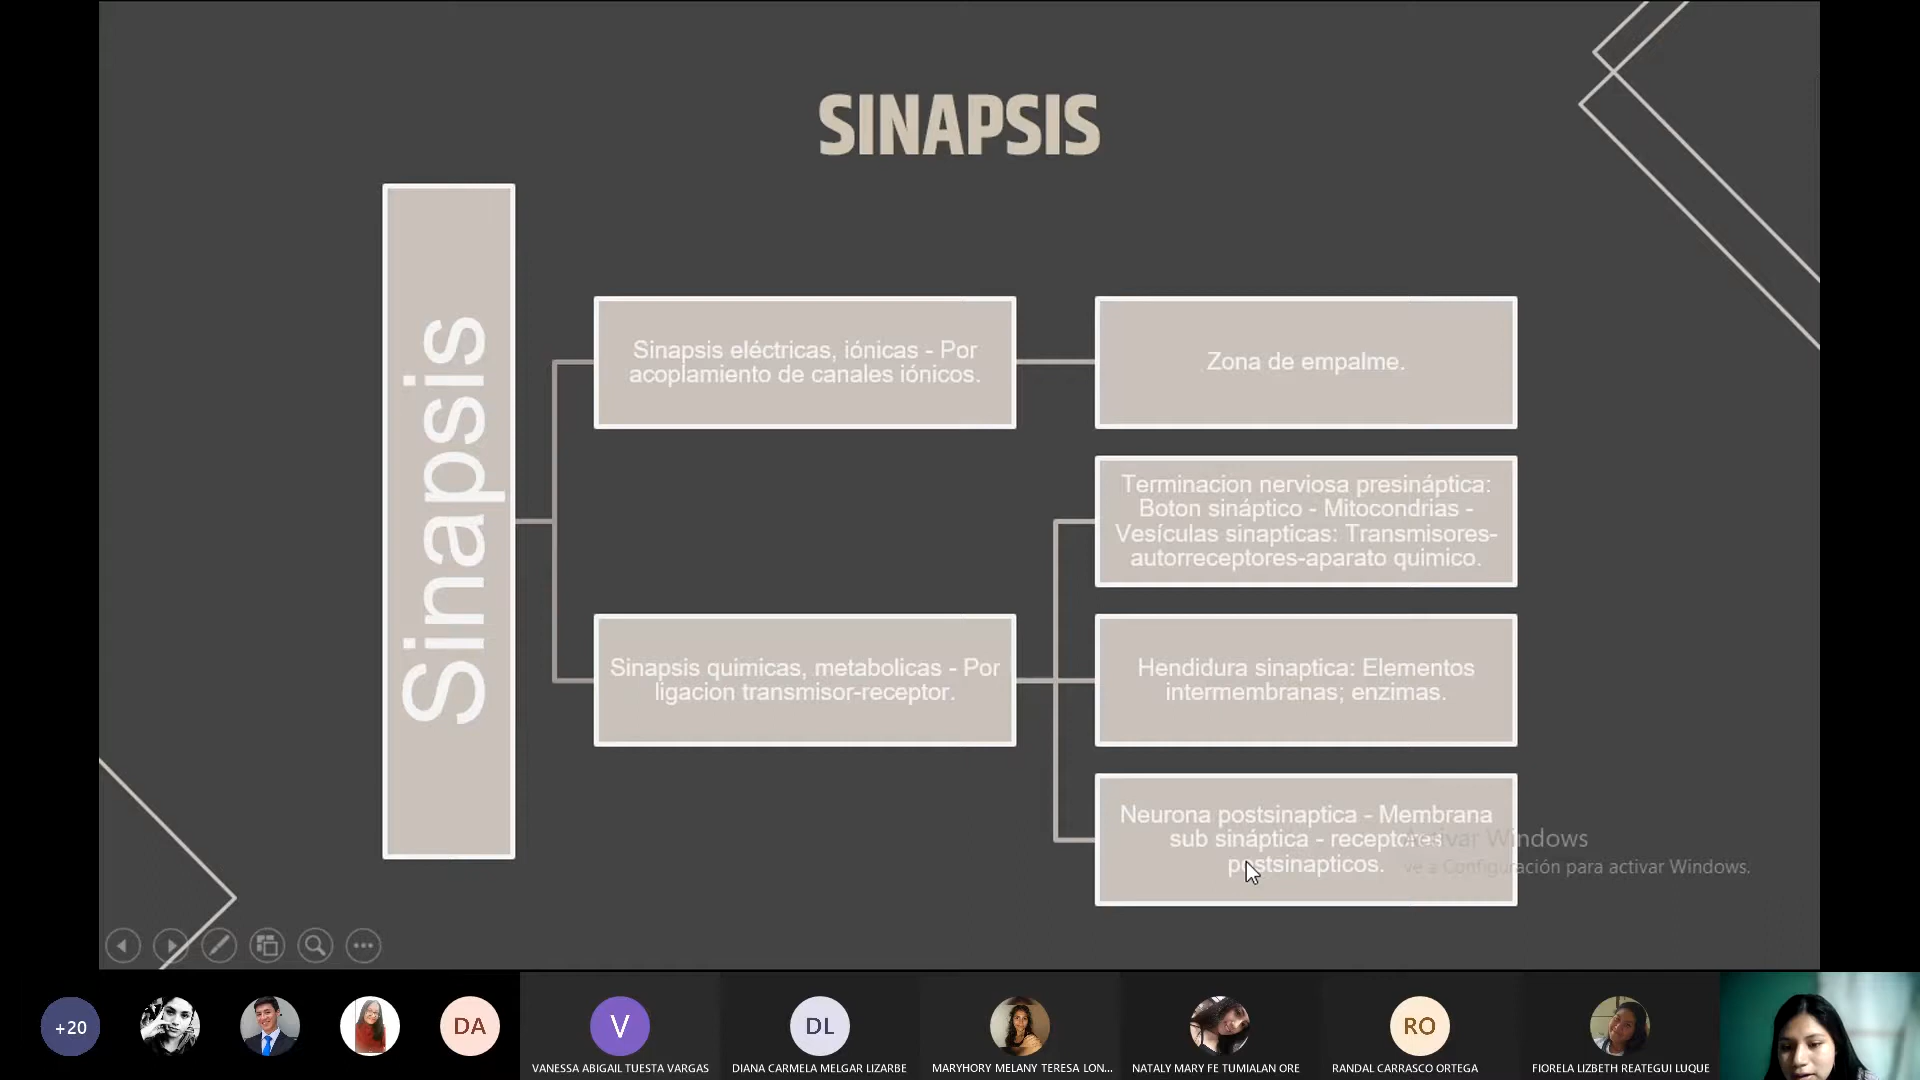 SINAPSIS
Sinapsis
Sinapsis eléctricas, iónicas - Por
acoplamiento de canales iónicos.
Zona de empalme.
Terminacion nerviosa presináptica:
Boton sináptico - Mitocondrias -
Vesículas sinapticas: Transmisores-
autorreceptores-aparato quimico.
Sinapsis quimicas, metabolicas - Por
ligacion transmisor-receptor.
Hendidura sinaptica: Elementos
intermembranas; enzimas.
Neurona postsinaptica - Membrana
sub sináptica - receptores
postsinapticos.
Activar Windows
ve a Configuración para activar Windows.
+20
DA
V
DL
RO
VANESSA ABIGAIL TUESTA VARGAS
DIANA CARMELA MELGAR LIZARBE
MARYHORY MELANY TERESA LON...
NATALY MARY FE TUMIALAN ORE
RANDAL CARRASCO ORTEGA
FIORELA LIZBETH REATEGUI LUQUE